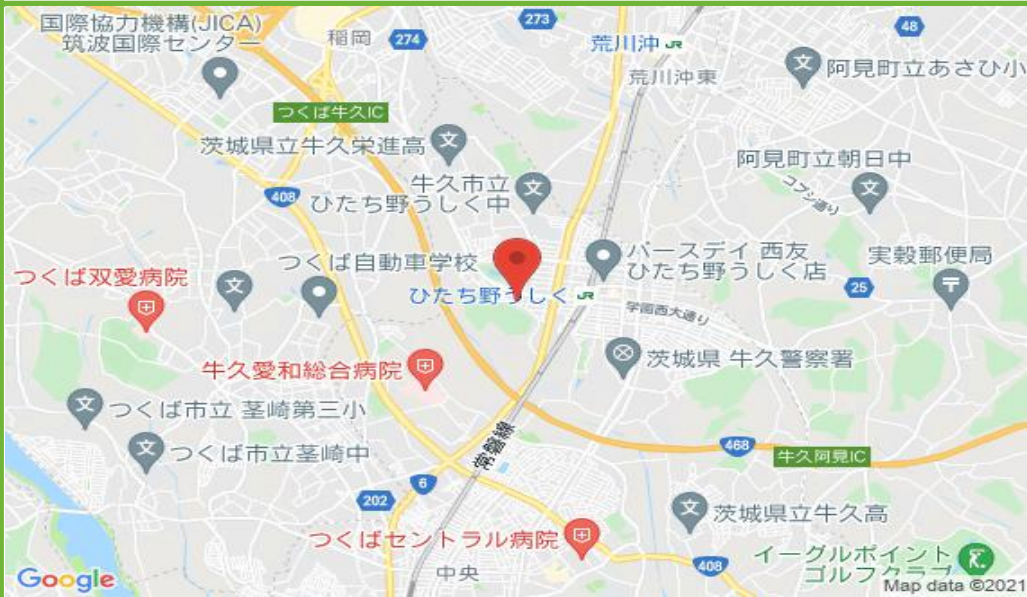 国際協力機構(JICA)
筑波国際センター
稲岡
274
273
荒川沖 JR
荒川沖東
48
阿見町立あさひ小
つくば牛久IC
茨城県立牛久栄進高
408
牛久市立
ひたち野うしく中
阿見町立朝日中
コブシ通り
つくば双愛病院
つくば自動車学校
ひたち野うしく JR
バースデイ 西友
ひたち野うしく店
実穀郵便局
25
学園西大通り
牛久愛和総合病院
茨城県 牛久警察署
つくば市立 茎崎第三小
つくば市立茎崎中
常磐線
468
牛久阿見IC
6
202
茨城県立牛久高
つくばセントラル病院
中央
408
イーグルポイント
ゴルフクラブ
Google
Map data ©2021